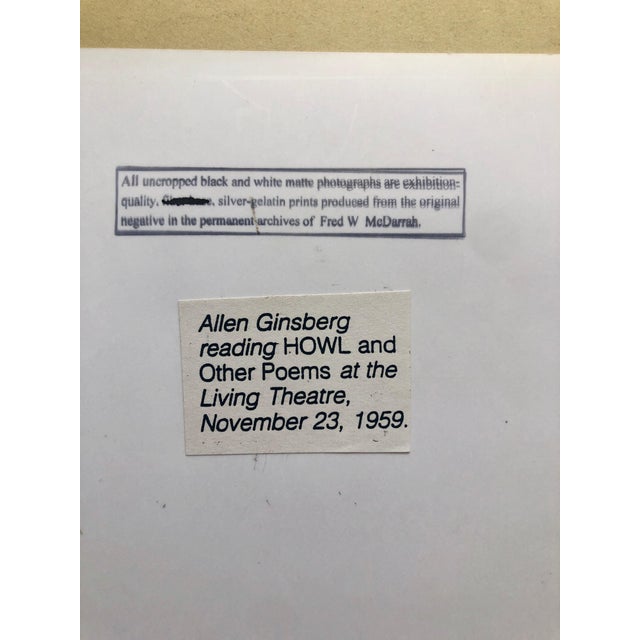 All uncropped black and white matte photographs are exhibition-
quality, silver-gelatin prints produced from the original
negative in the permanent archives of Fred W McDarrah.
Allen Ginsberg
reading HOWL and
Other Poems at the
Living Theatre,
November 23, 1959.